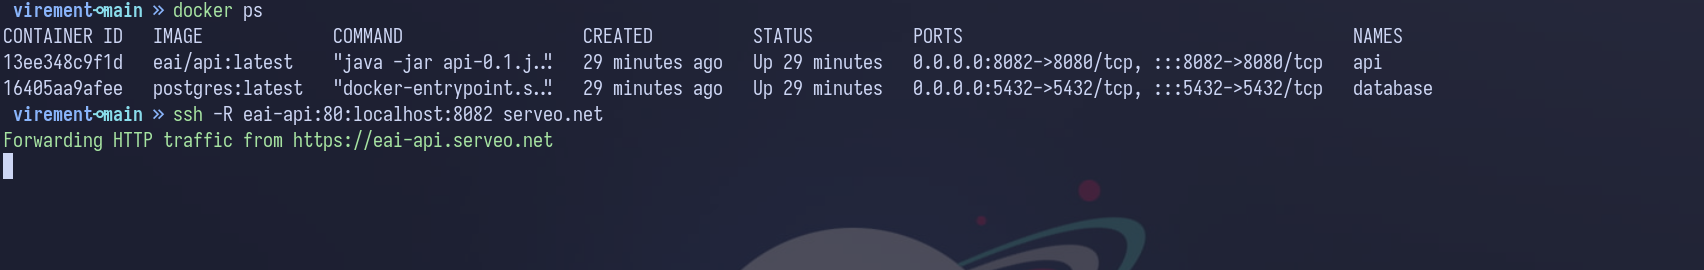 virement main » docker ps
CONTAINER ID   IMAGE             COMMAND                  CREATED          STATUS          PORTS                                       NAMES
13ee348c9f1d   eai/api:latest    "java -jar api-0.1.j…"   29 minutes ago   Up 29 minutes   0.0.0.0:8082->8080/tcp, :::8082->8080/tcp   api
16405aa9afee   postgres:latest   "docker-entrypoint.s…"   29 minutes ago   Up 29 minutes   0.0.0.0:5432->5432/tcp, :::5432->5432/tcp   database
virement main » ssh -R eai-api:80:localhost:8082 serveo.net
Forwarding HTTP traffic from https://eai-api.serveo.net